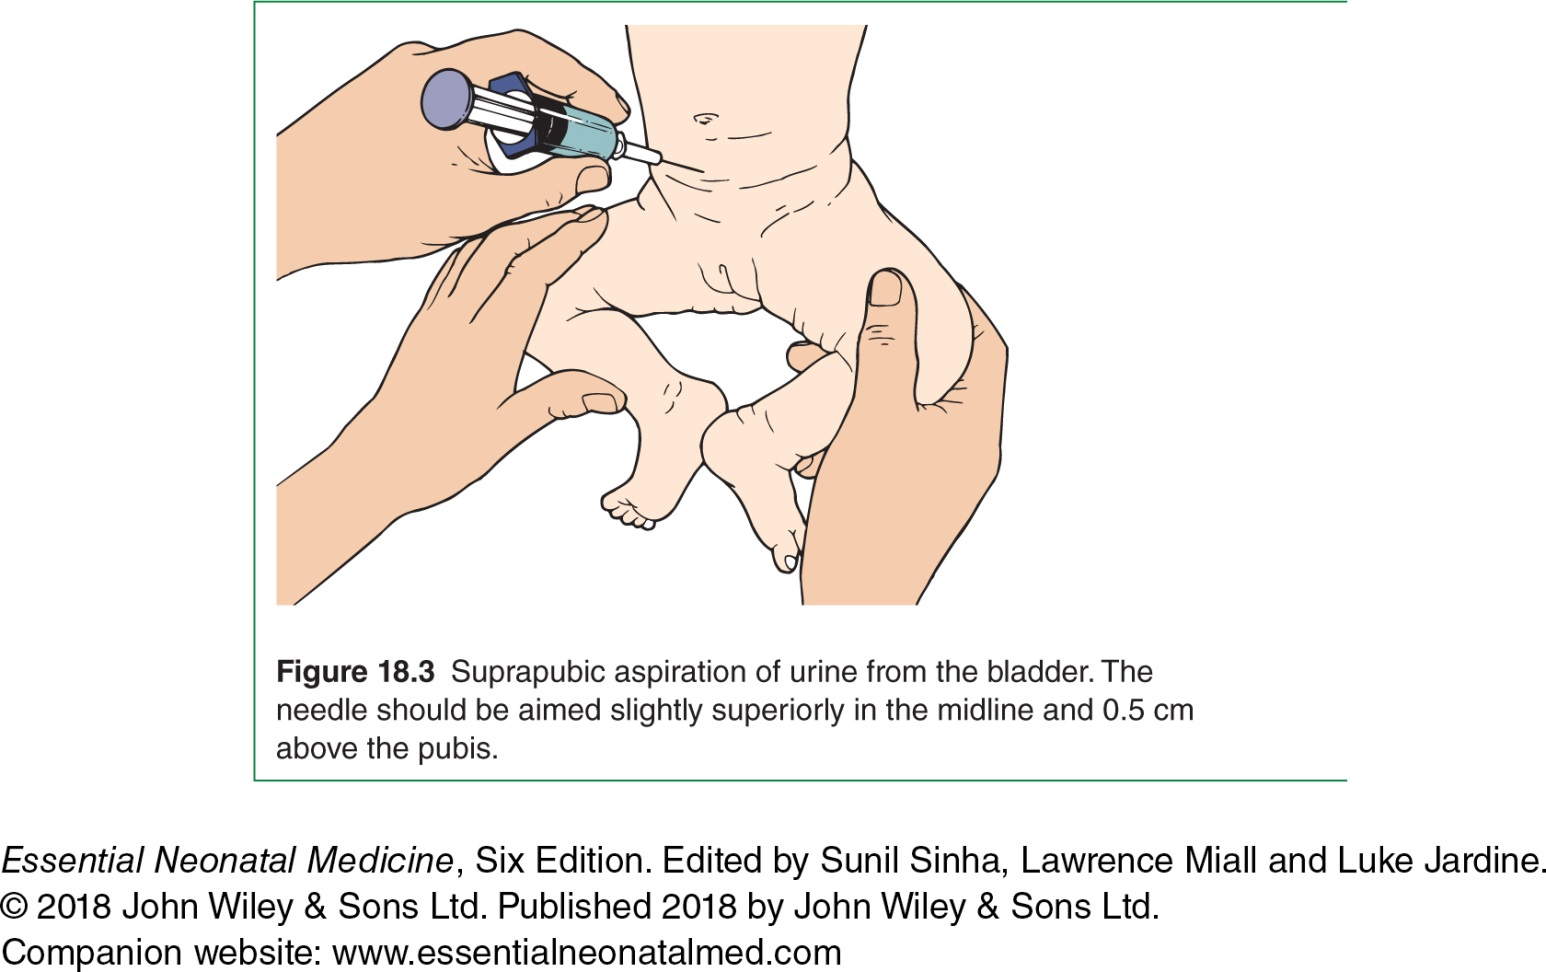 Figure 18.3 Suprapubic aspiration of urine from the bladder. The
needle should be aimed slightly superiorly in the midline and 0.5 cm
above the pubis.
Essential Neonatal Medicine, Six Edition. Edited by Sunil Sinha, Lawrence Miall and Luke Jardine.
© 2018 John Wiley & Sons Ltd. Published 2018 by John Wiley & Sons Ltd.
Companion website: www.essentialneonatalmed.com